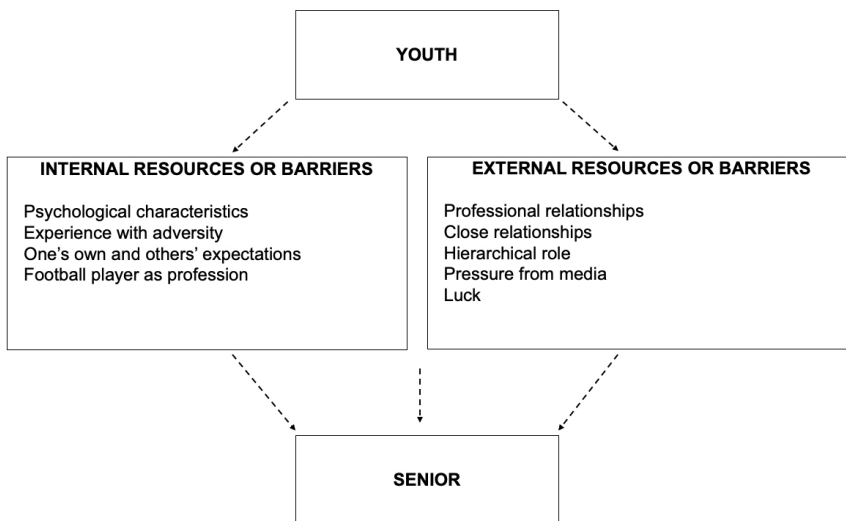 YOUTH
INTERNAL RESOURCES OR BARRIERS
Psychological characteristics
Experience with adversity
One’s own and others’ expectations
Football player as profession
EXTERNAL RESOURCES OR BARRIERS
Professional relationships
Close relationships
Hierarchical role
Pressure from media
Luck
SENIOR